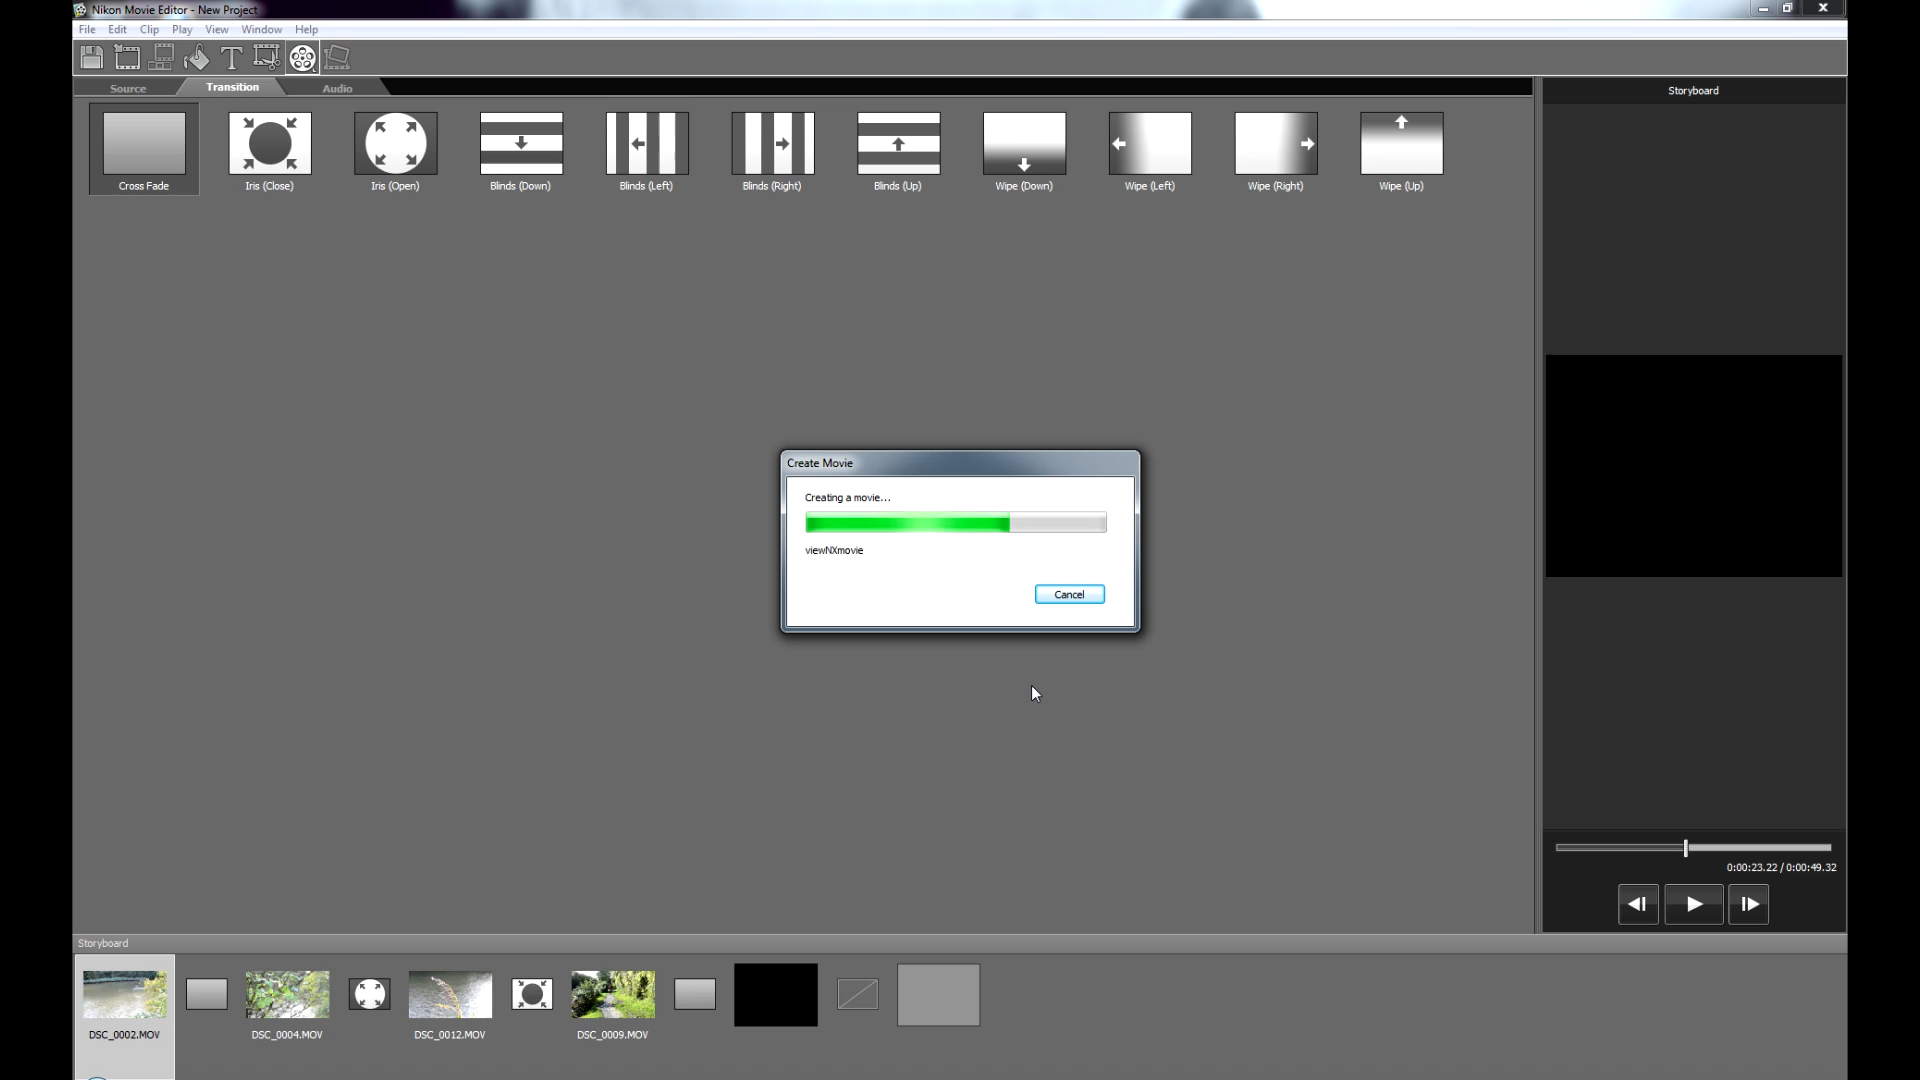 Nikon Movie Editor - New Project
File Edit Clip Play View Window Help
Source Transition Audio
Storyboard
Cross Fade Iris (Close) Iris (Open) Blinds (Down) Blinds (Left) Blinds (Right) Blinds (Up) Wipe (Down) Wipe (Left) Wipe (Right) Wipe (Up)
Create Movie
Creating a movie...
viewNXmovie
Cancel
0:00:23.22 / 0:00:49.32
Storyboard
DSC_0002.MOV DSC_0004.MOV DSC_0012.MOV DSC_0009.MOV